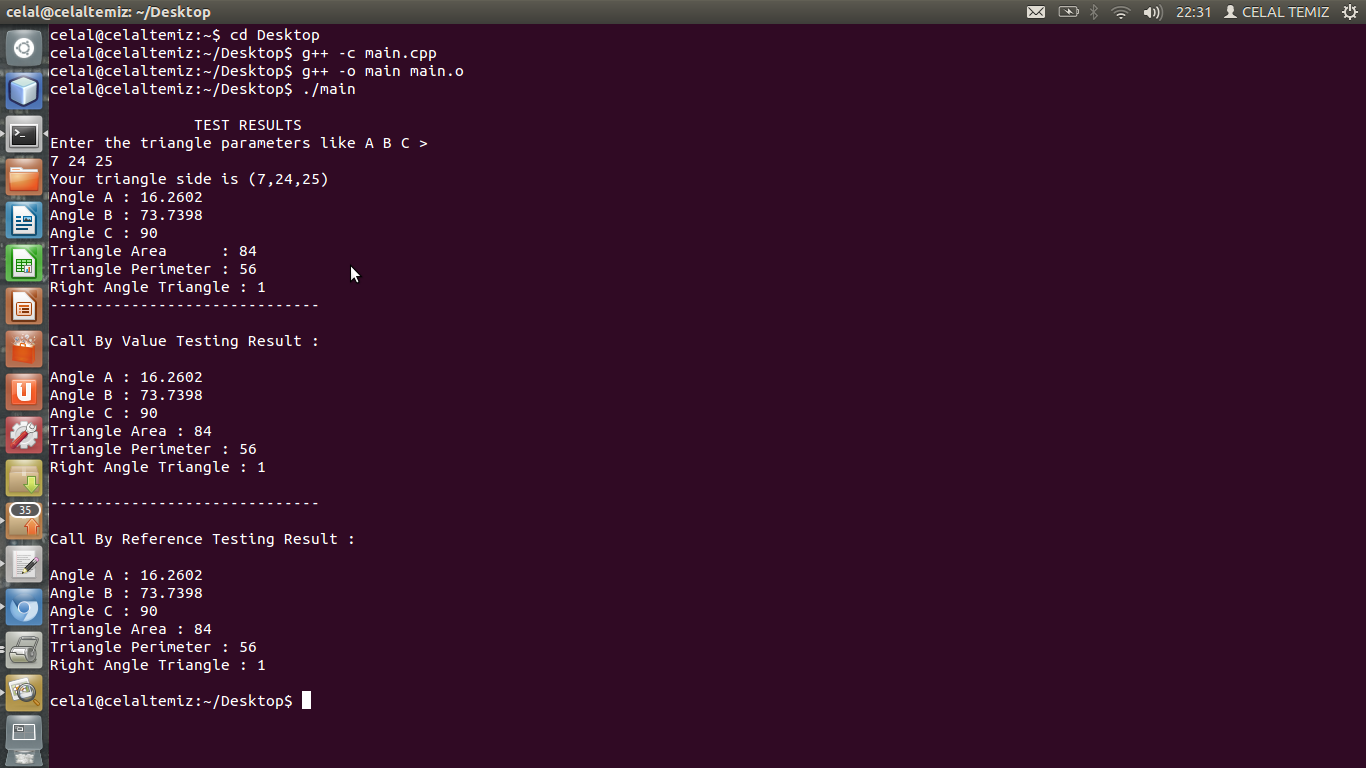 celal@celaltemiz: ~/Desktop 22:31 CELAL TEMIZ
celal@celaltemiz:~$ cd Desktop
celal@celaltemiz:~/Desktop$ g++ -c main.cpp
celal@celaltemiz:~/Desktop$ g++ -o main main.o
celal@celaltemiz:~/Desktop$ ./main
TEST RESULTS
Enter the triangle parameters like A B C >
7 24 25
Your triangle side is (7,24,25)
Angle A : 16.2602
Angle B : 73.7398
Angle C : 90
Triangle Area      : 84
Triangle Perimeter : 56
Right Angle Triangle : 1
------------------------------
Call By Value Testing Result :
Angle A : 16.2602
Angle B : 73.7398
Angle C : 90
Triangle Area : 84
Triangle Perimeter : 56
Right Angle Triangle : 1
------------------------------
Call By Reference Testing Result :
Angle A : 16.2602
Angle B : 73.7398
Angle C : 90
Triangle Area : 84
Triangle Perimeter : 56
Right Angle Triangle : 1
celal@celaltemiz:~/Desktop$
35